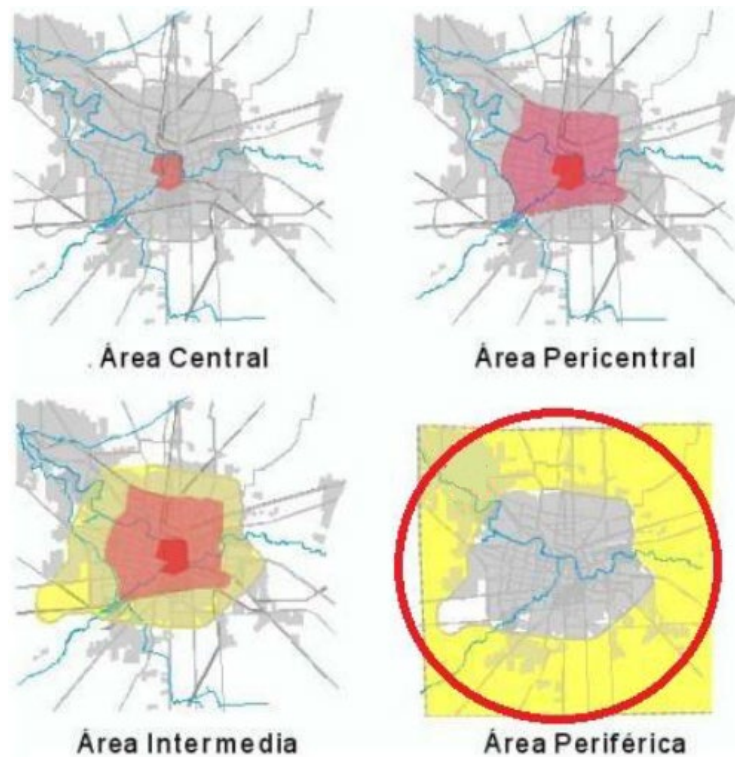 . Área Central
Área Pericentral
Área Intermedia
Área Periférica